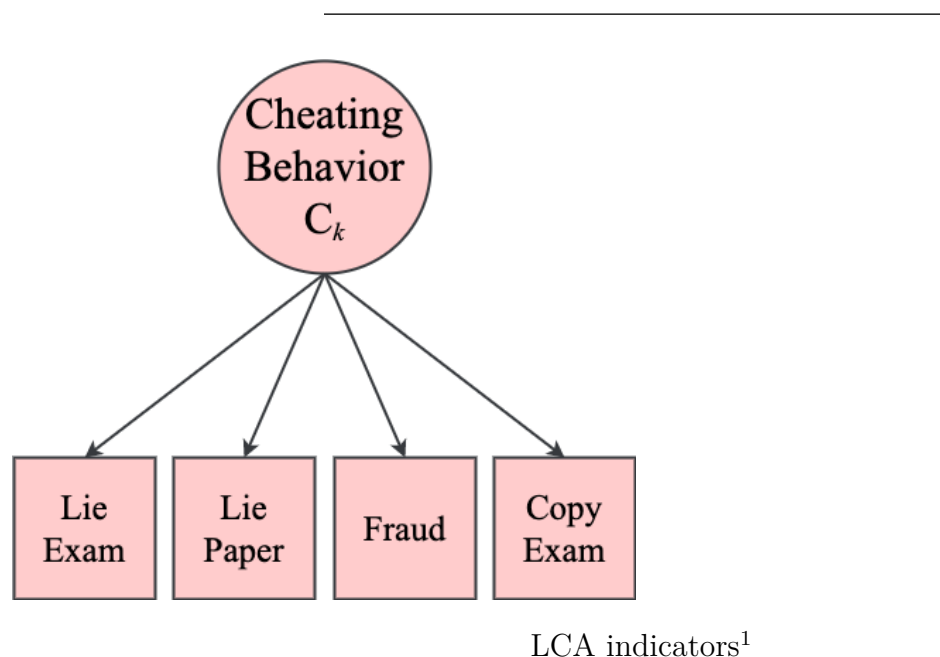 Cheating
Behavior
Cₖ
Lie
Exam
Lie
Paper
Fraud
Copy
Exam
LCA indicators¹